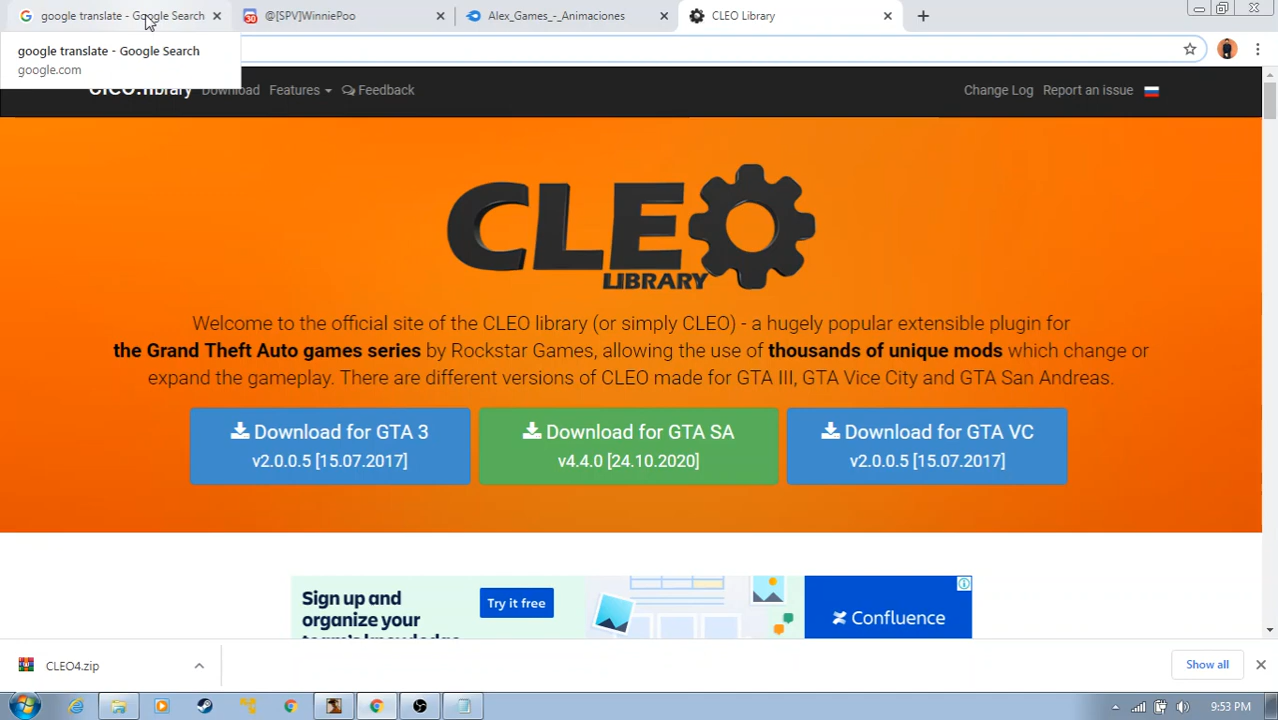 google translate - Google Search
@[SPV]WinniePoo
Alex_Games_-_Animaciones
CLEO Library
google translate - Google Search
google.com
Download
Features
Feedback
Change Log
Report an issue
CLEO
LIBRARY
Welcome to the official site of the CLEO library (or simply CLEO) - a hugely popular extensible plugin for
the Grand Theft Auto games series by Rockstar Games, allowing the use of thousands of unique mods which change or
expand the gameplay. There are different versions of CLEO made for GTA III, GTA Vice City and GTA San Andreas.
Download for GTA 3
v2.0.0.5 [15.07.2017]
Download for GTA SA
v4.4.0 [24.10.2020]
Download for GTA VC
v2.0.0.5 [15.07.2017]
Sign up and
organize your
Try it free
Confluence
CLEO4.zip
Show all
9:53 PM